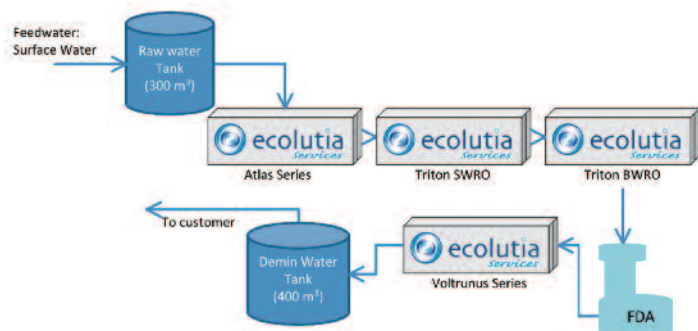 Feedwater:
Surface Water
Raw water
Tank
(300 m³)
ecolutia
Services
Atlas Series
ecolutia
Services
Triton SWRO
ecolutia
Services
Triton BWRO
To customer
Demin Water
Tank
(400 m³)
ecolutia
Services
Voltrunus Series
FDA